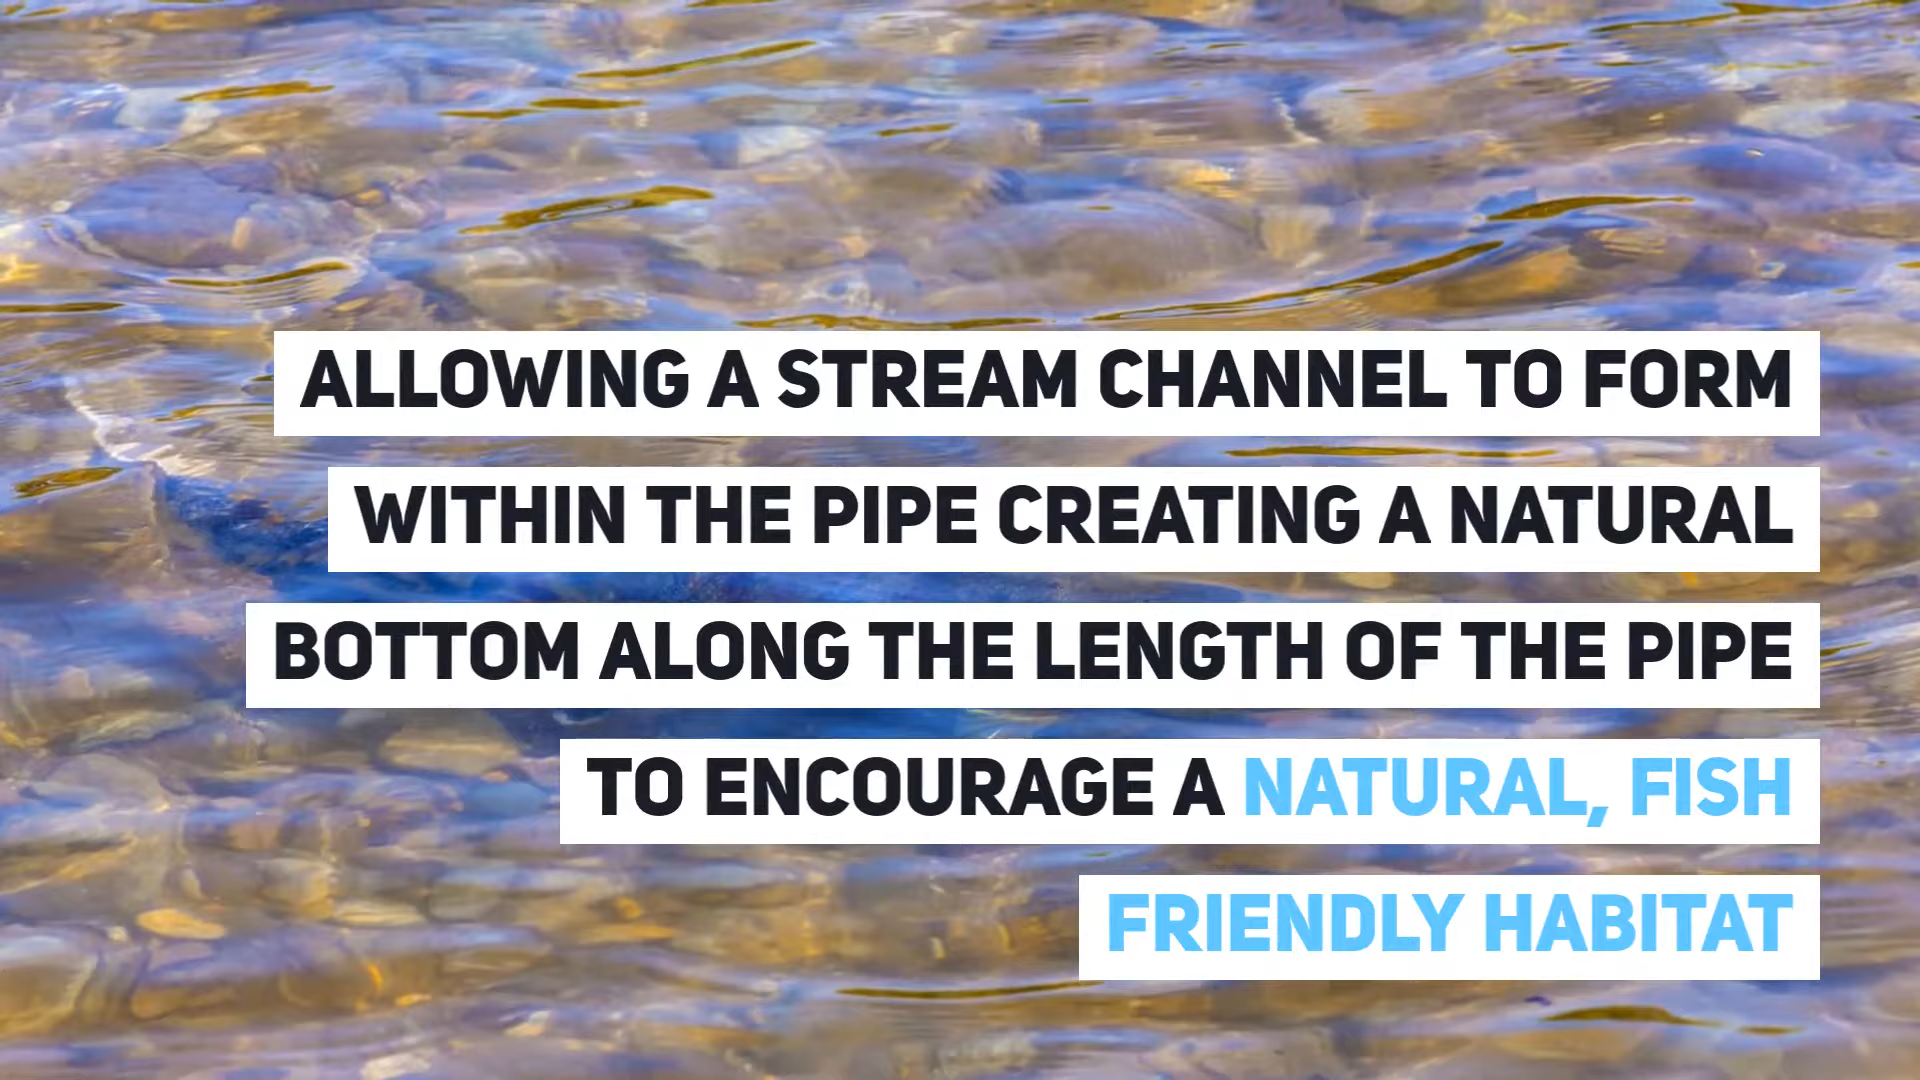 ALLOWING A STREAM CHANNEL TO FORM
WITHIN THE PIPE CREATING A NATURAL
BOTTOM ALONG THE LENGTH OF THE PIPE
TO ENCOURAGE A NATURAL, FISH
FRIENDLY HABITAT